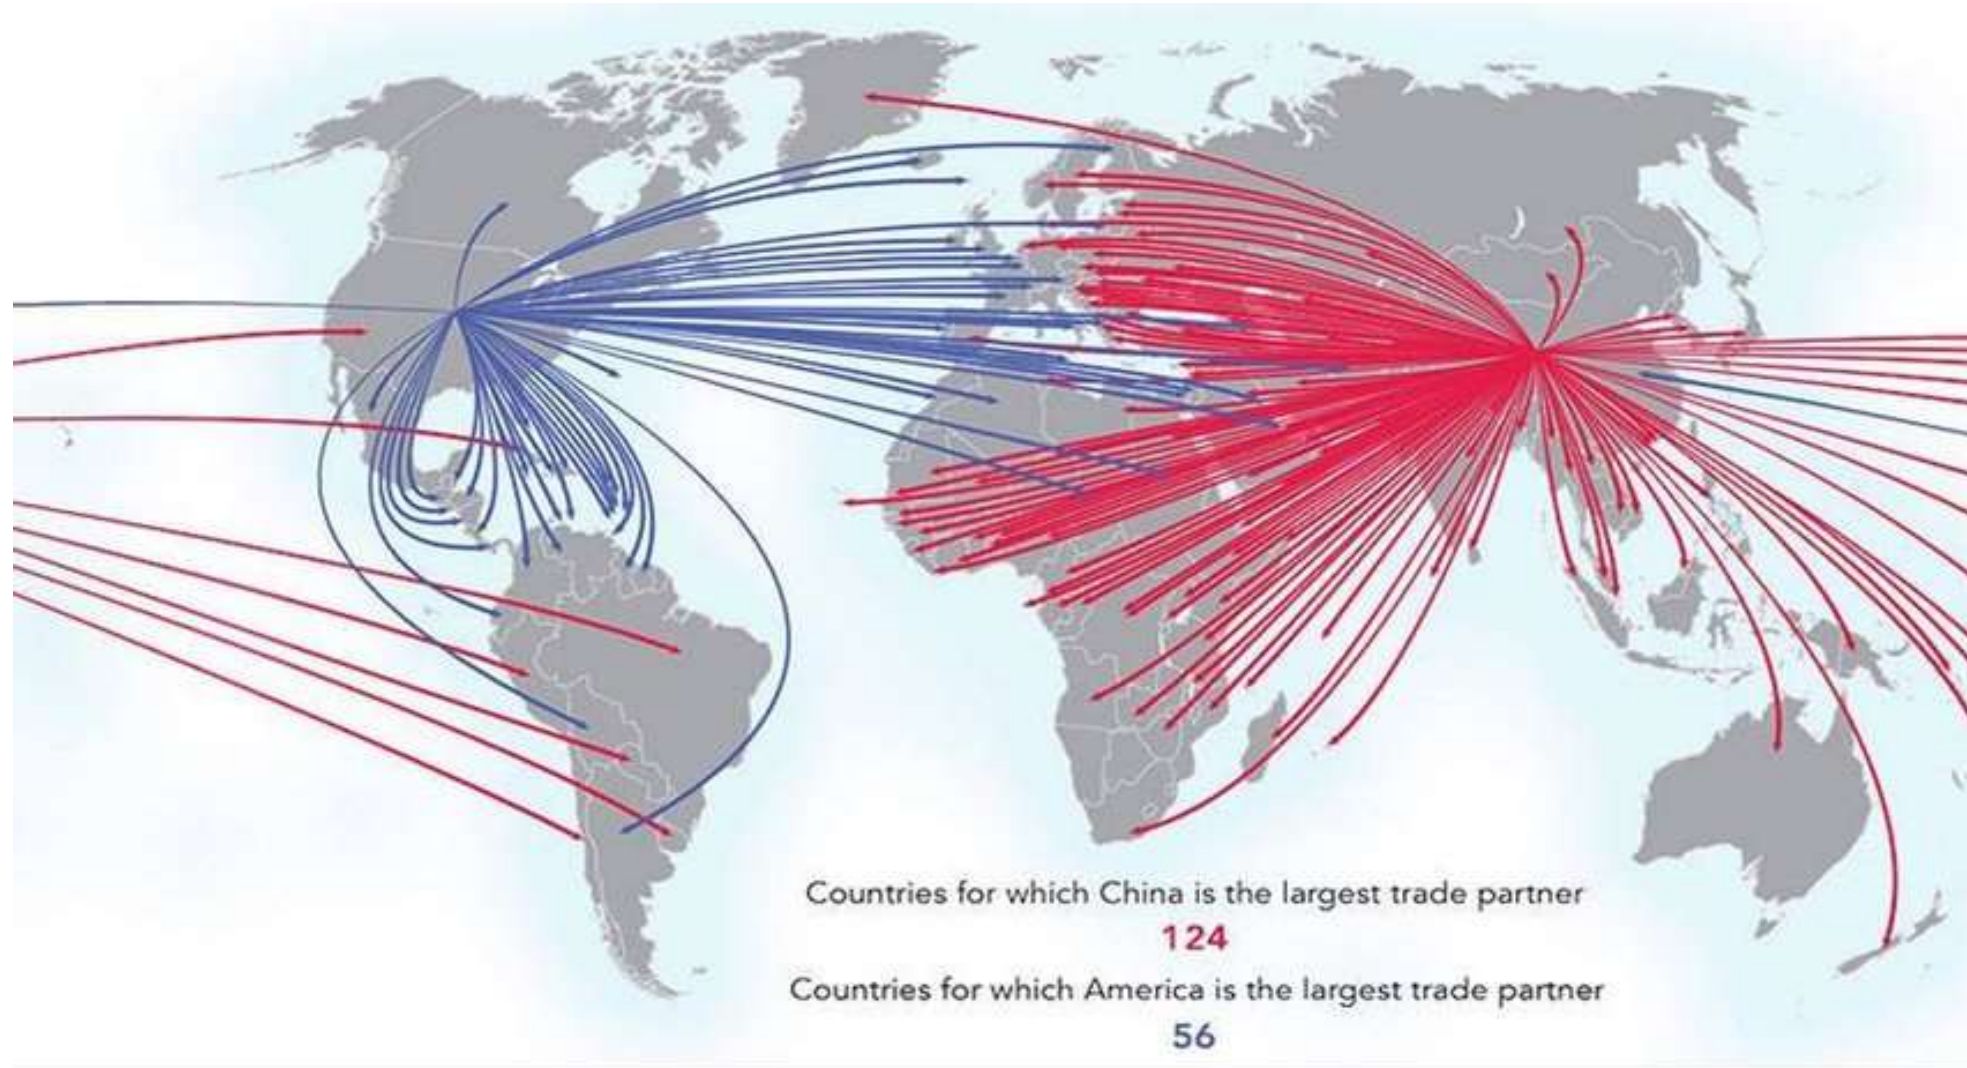 Countries for which China is the largest trade partner
124
Countries for which America is the largest trade partner
56